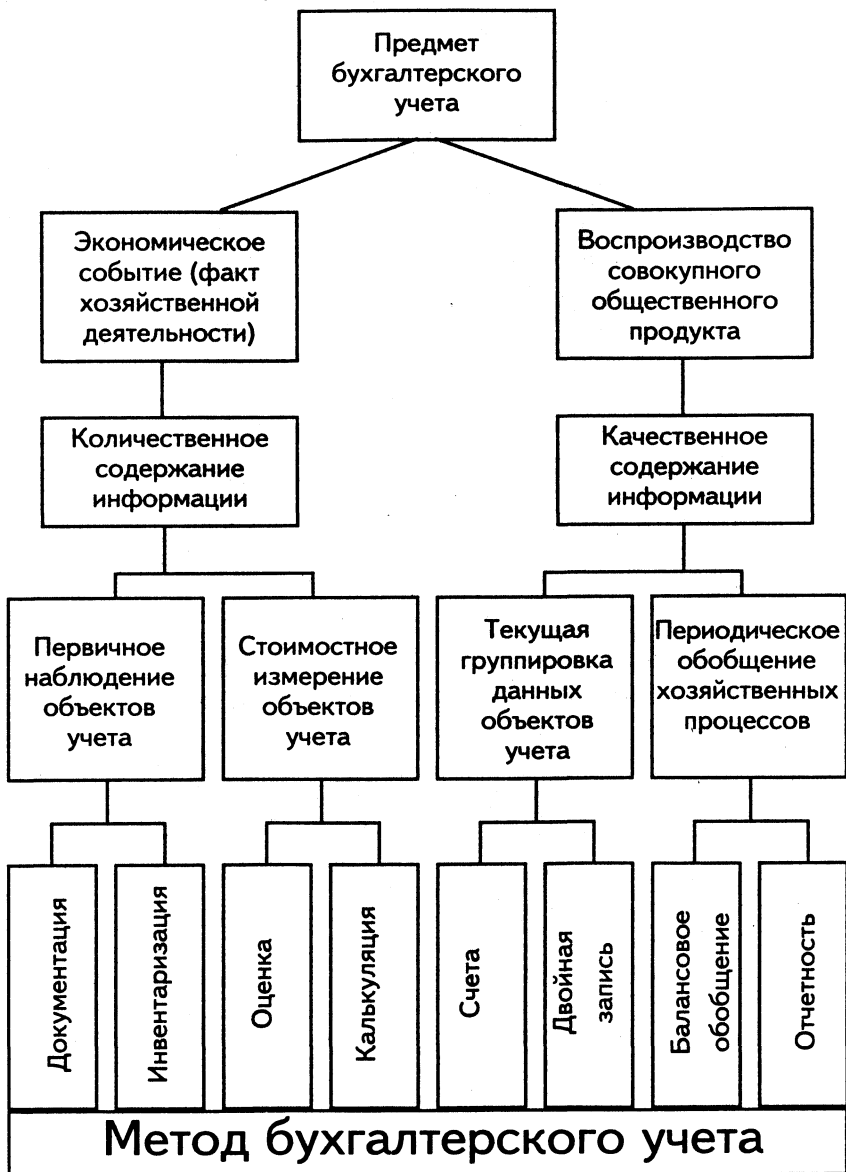 Предмет
бухгалтерского
учета
Экономическое
событие (факт
хозяйственной
деятельности)
Воспроизводство
совокупного
общественного
продукта
Количественное
содержание
информации
Качественное
содержание
информации
Первичное
наблюдение
объектов
учета
Стоимостное
измерение
объектов
учета
Текущая
группировка
данных
объектов
учета
Периодическое
обобщение
хозяйственных
процессов
Документация
Инвентаризация
Оценка
Калькуляция
Счета
Двойная
запись
Балансовое
обобщение
Отчетность
Метод бухгалтерского учета